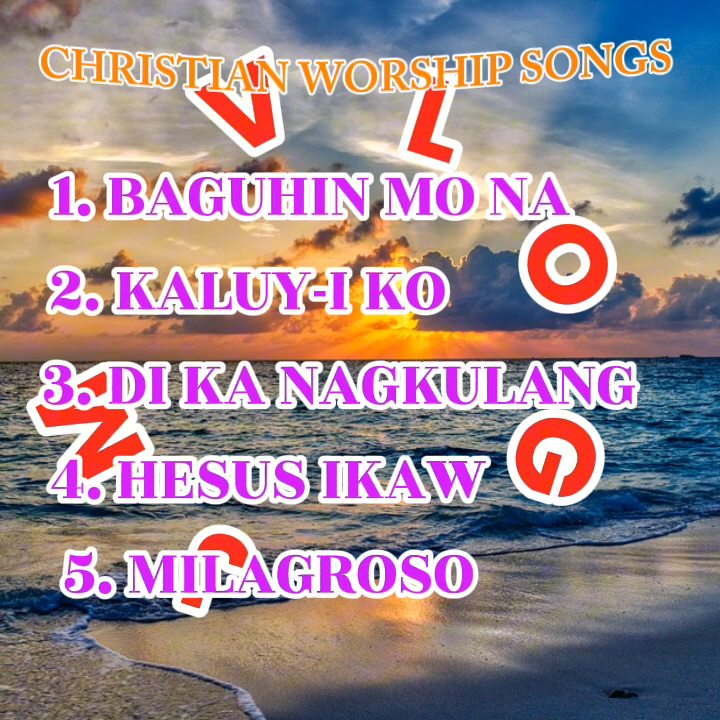 CHRISTIAN WORSHIP SONGS
V L O G
1. BAGUHIN MO NA
2. KALUY-I KO
3. DI KA NAGKULANG
4. HESUS IKAW
5. MILAGROSO